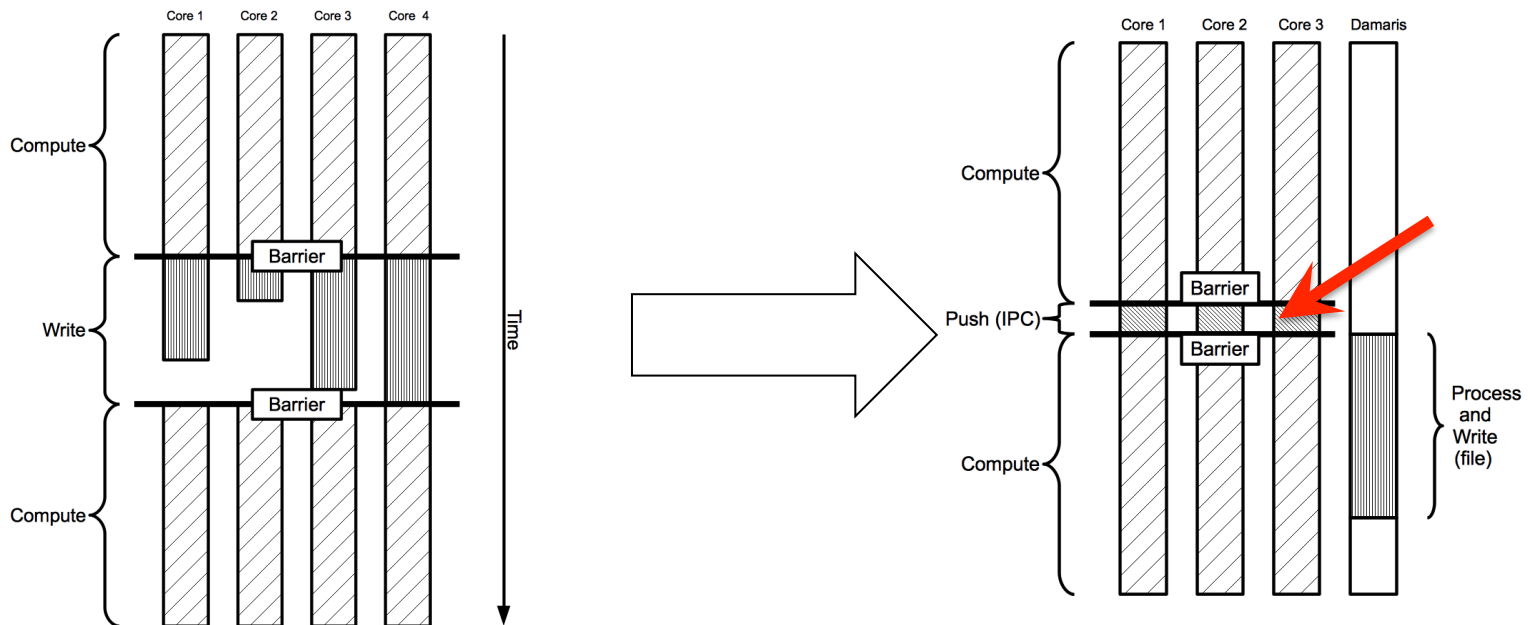 Core 1
Core 2
Core 3
Core 4
Compute
Barrier
Write
Barrier
Compute
Time
Core 1
Core 2
Core 3
Damaris
Compute
Barrier
Push (IPC)
Barrier
Compute
Process
and
Write
(file)